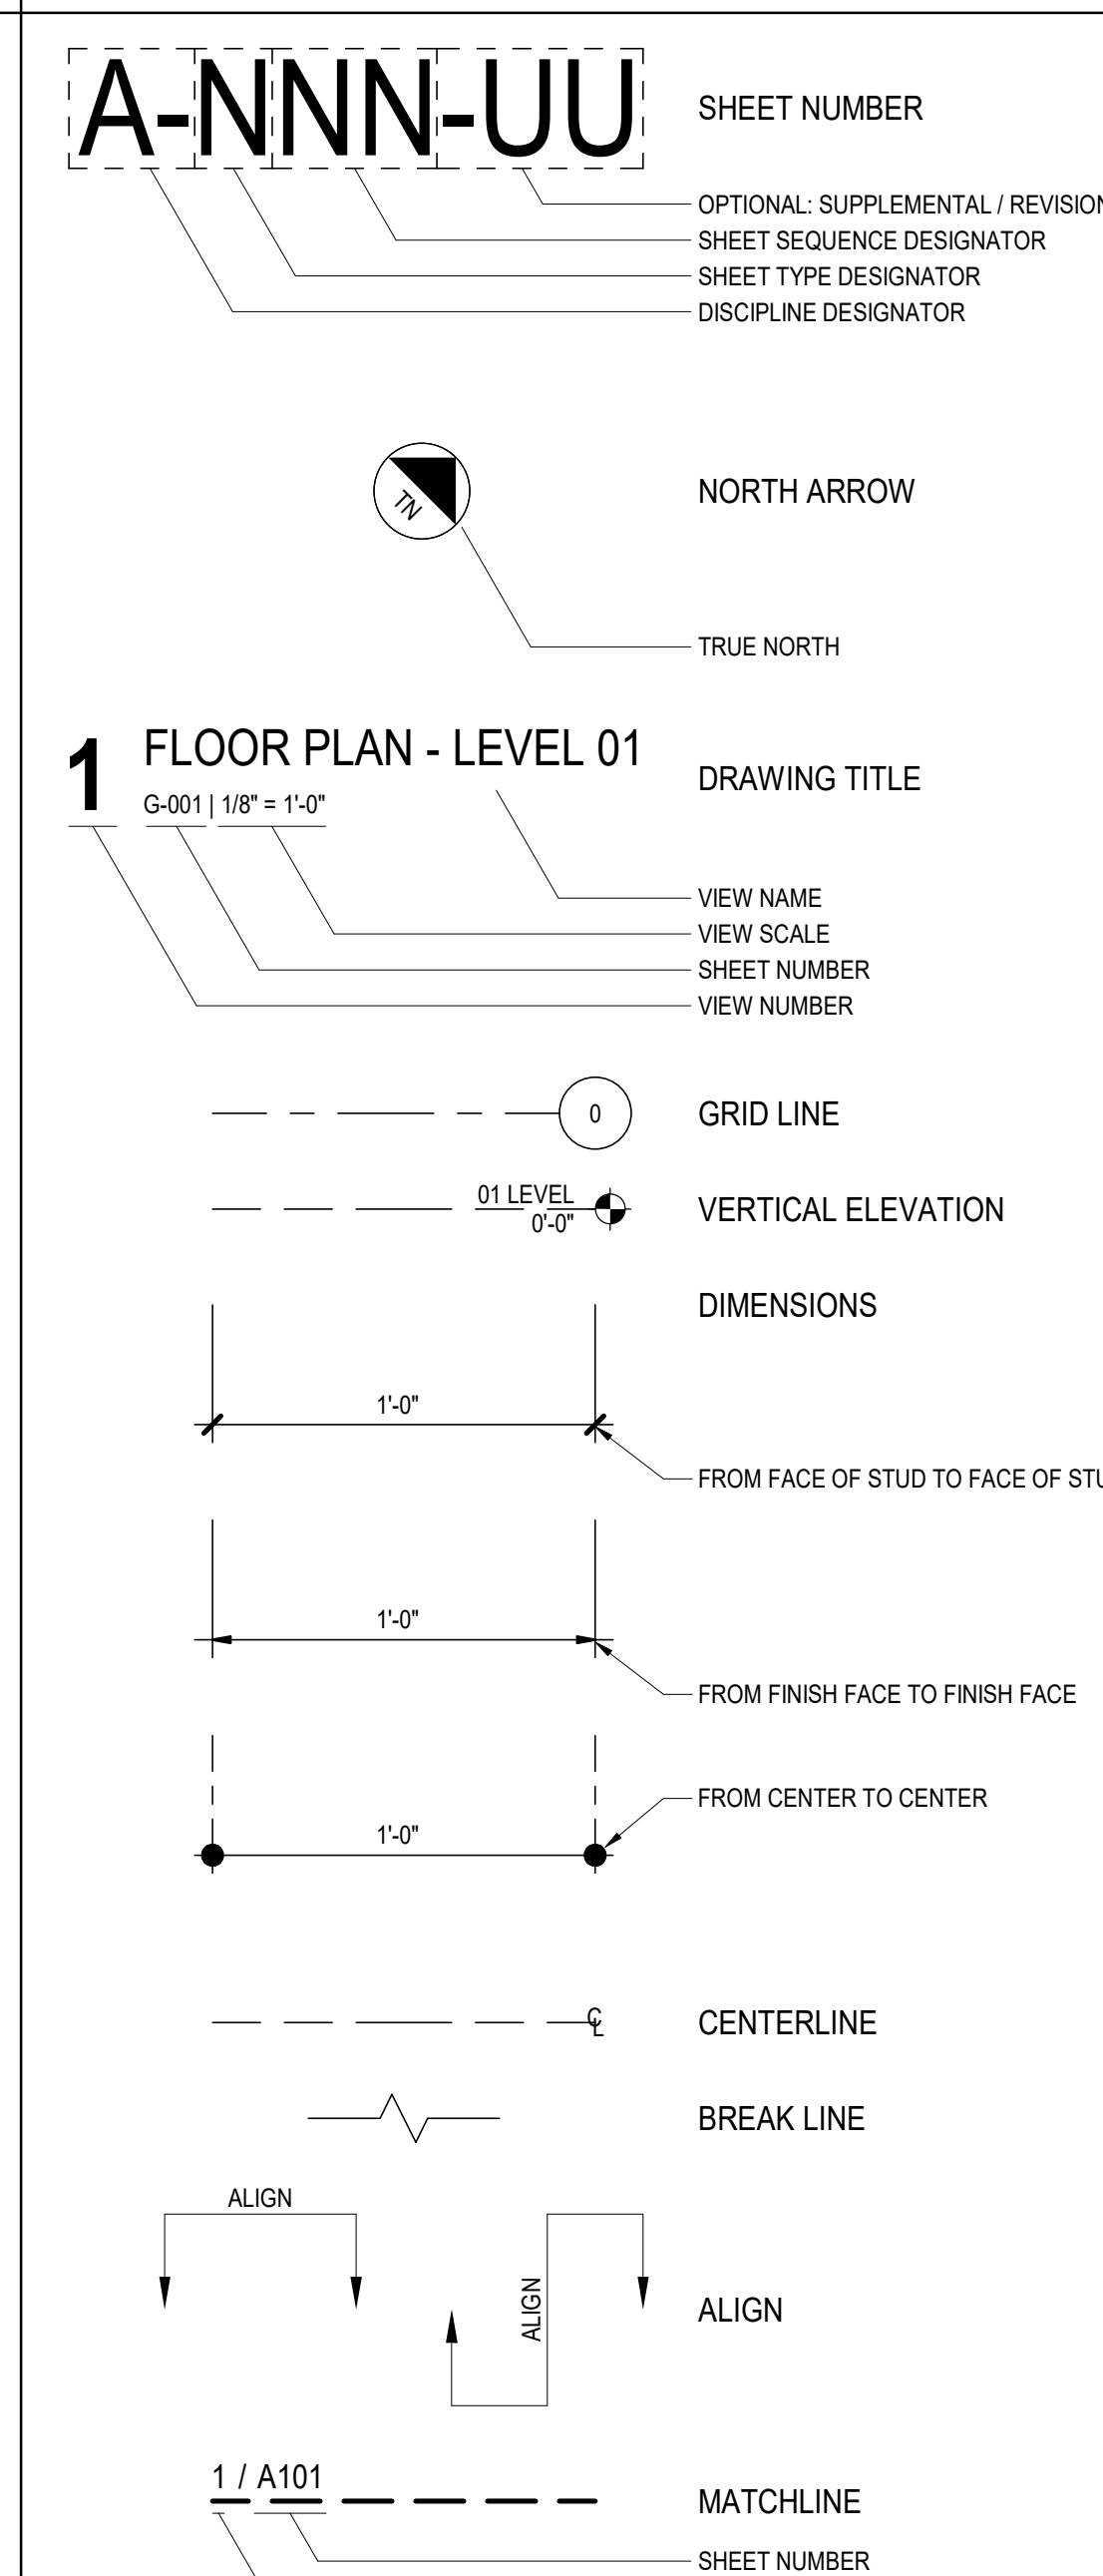 A-NNN-UU
SHEET NUMBER
OPTIONAL: SUPPLEMENTAL / REVISION
SHEET SEQUENCE DESIGNATOR
SHEET TYPE DESIGNATOR
DISCIPLINE DESIGNATOR
TN
NORTH ARROW
TRUE NORTH
1 FLOOR PLAN - LEVEL 01
G-001 | 1/8" = 1'-0"
DRAWING TITLE
VIEW NAME
VIEW SCALE
SHEET NUMBER
VIEW NUMBER
0
GRID LINE
01 LEVEL
0'-0"
VERTICAL ELEVATION
DIMENSIONS
1'-0"
FROM FACE OF STUD TO FACE OF
1'-0"
FROM FINISH FACE TO FINISH FACE
FROM CENTER TO CENTER
1'-0"
CL
CENTERLINE
BREAK LINE
ALIGN
ALIGN
ALIGN
1 / A101
MATCHLINE
SHEET NUMBER